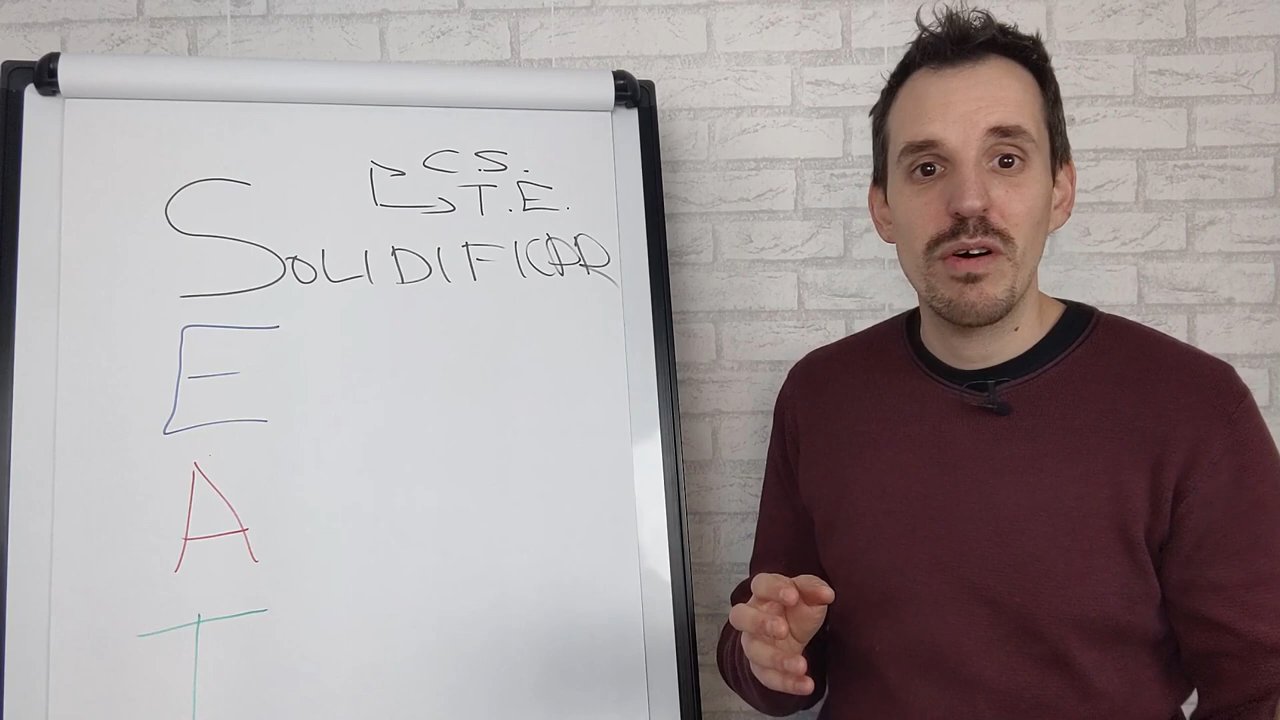 C.S.
T.E.
SOLIDIFICAR
E
A
T